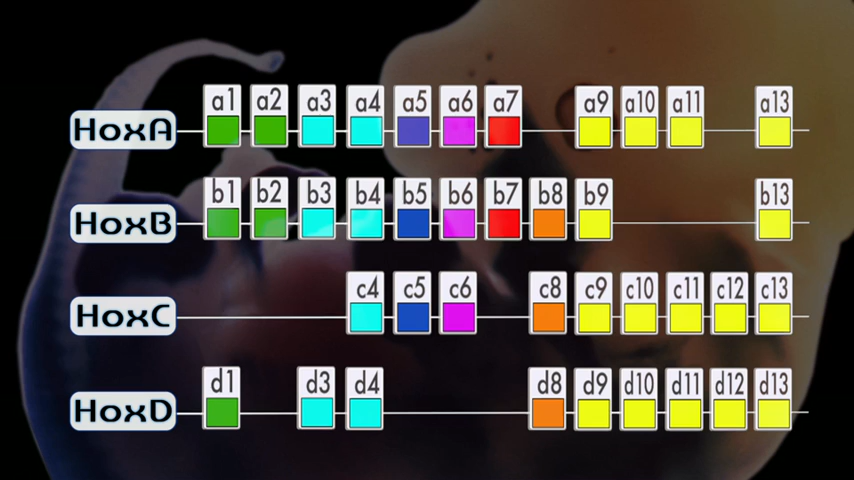 HoxA a1 a2 a3 a4 a5 a6 a7 a9 a10 a11 a13
HoxB b1 b2 b3 b4 b5 b6 b7 b8 b9 b13
HoxC c4 c5 c6 c8 c9 c10 c11 c12 c13
HoxD d1 d3 d4 d8 d9 d10 d11 d12 d13